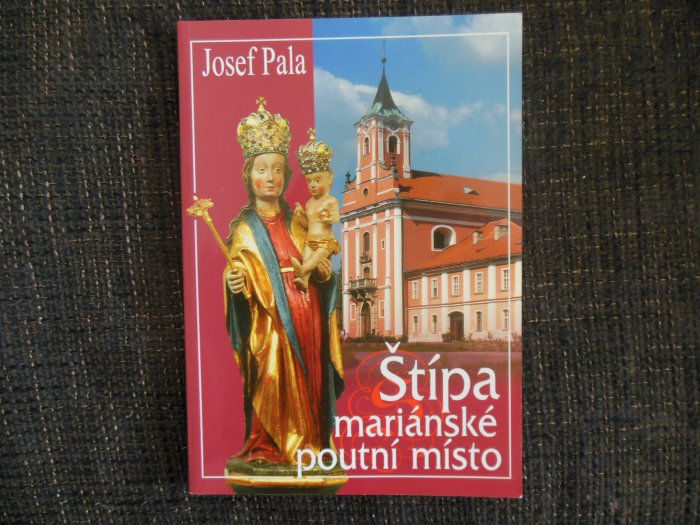 Josef Pala
Štípa
mariánské
poutní místo